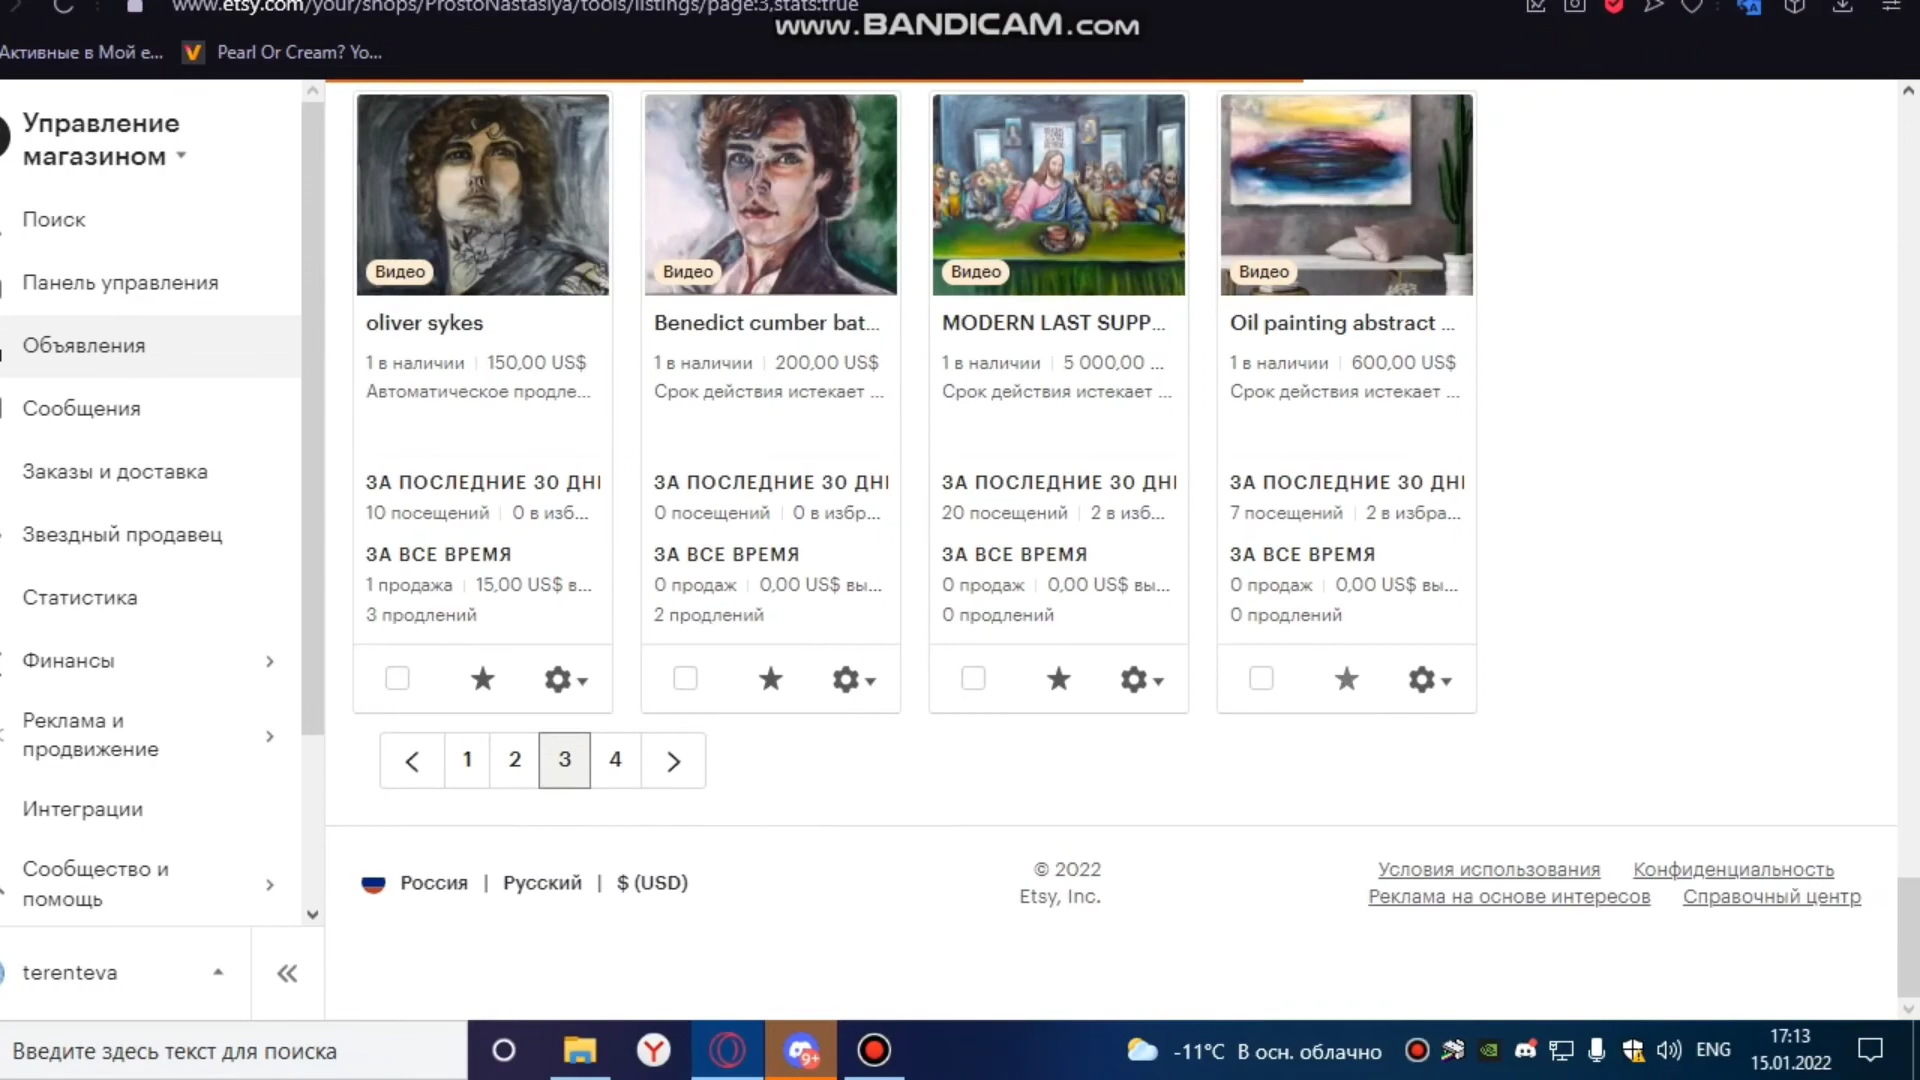 www.etsy.com/your/shops/ProstoNastasiya/tools/listings/page:3,stats:true
www.BANDICAM.com
Активные в Мой е...
Pearl Or Cream? Yo...
Управление
магазином
Поиск
Панель управления
Объявления
Сообщения
Заказы и доставка
Звездный продавец
Статистика
Финансы
Реклама и
продвижение
Интеграции
Сообщество и
помощь
terenteva
Видео
oliver sykes
1 в наличии | 150,00 US$
Автоматическое продле...
ЗА ПОСЛЕДНИЕ 30 ДН
10 посещений | 0 в изб...
ЗА ВСЕ ВРЕМЯ
1 продажа | 15,00 US$ в...
3 продлений
Видео
Benedict cumber bat...
1 в наличии | 200,00 US$
Срок действия истекает ...
ЗА ПОСЛЕДНИЕ 30 ДН
0 посещений | 0 в избр...
ЗА ВСЕ ВРЕМЯ
0 продаж | 0,00 US$ вы...
2 продлений
Видео
MODERN LAST SUPP...
1 в наличии | 5 000,00 ...
Срок действия истекает ...
ЗА ПОСЛЕДНИЕ 30 ДН
20 посещений | 2 в изб...
ЗА ВСЕ ВРЕМЯ
0 продаж | 0,00 US$ вы...
0 продлений
Видео
Oil painting abstract ...
1 в наличии | 600,00 US$
Срок действия истекает ...
ЗА ПОСЛЕДНИЕ 30 ДН
7 посещений | 2 в избра...
ЗА ВСЕ ВРЕМЯ
0 продаж | 0,00 US$ вы...
0 продлений
1 2 3 4
Россия | Русский | $ (USD)
© 2022
Etsy, Inc.
Условия использования Конфиденциальность
Реклама на основе интересов Справочный центр
Введите здесь текст для поиска
9+
-11°C В осн. облачно
ENG
17:13
15.01.2022